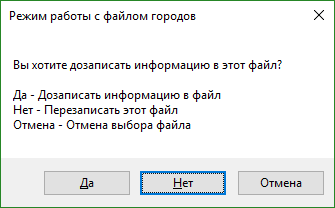 Режим работы с файлом городов
Вы хотите дозаписать информацию в этот файл?
Да - Дозаписать информацию в файл
Нет - Перезаписать этот файл
Отмена - Отмена выбора файла
Да Нет Отмена